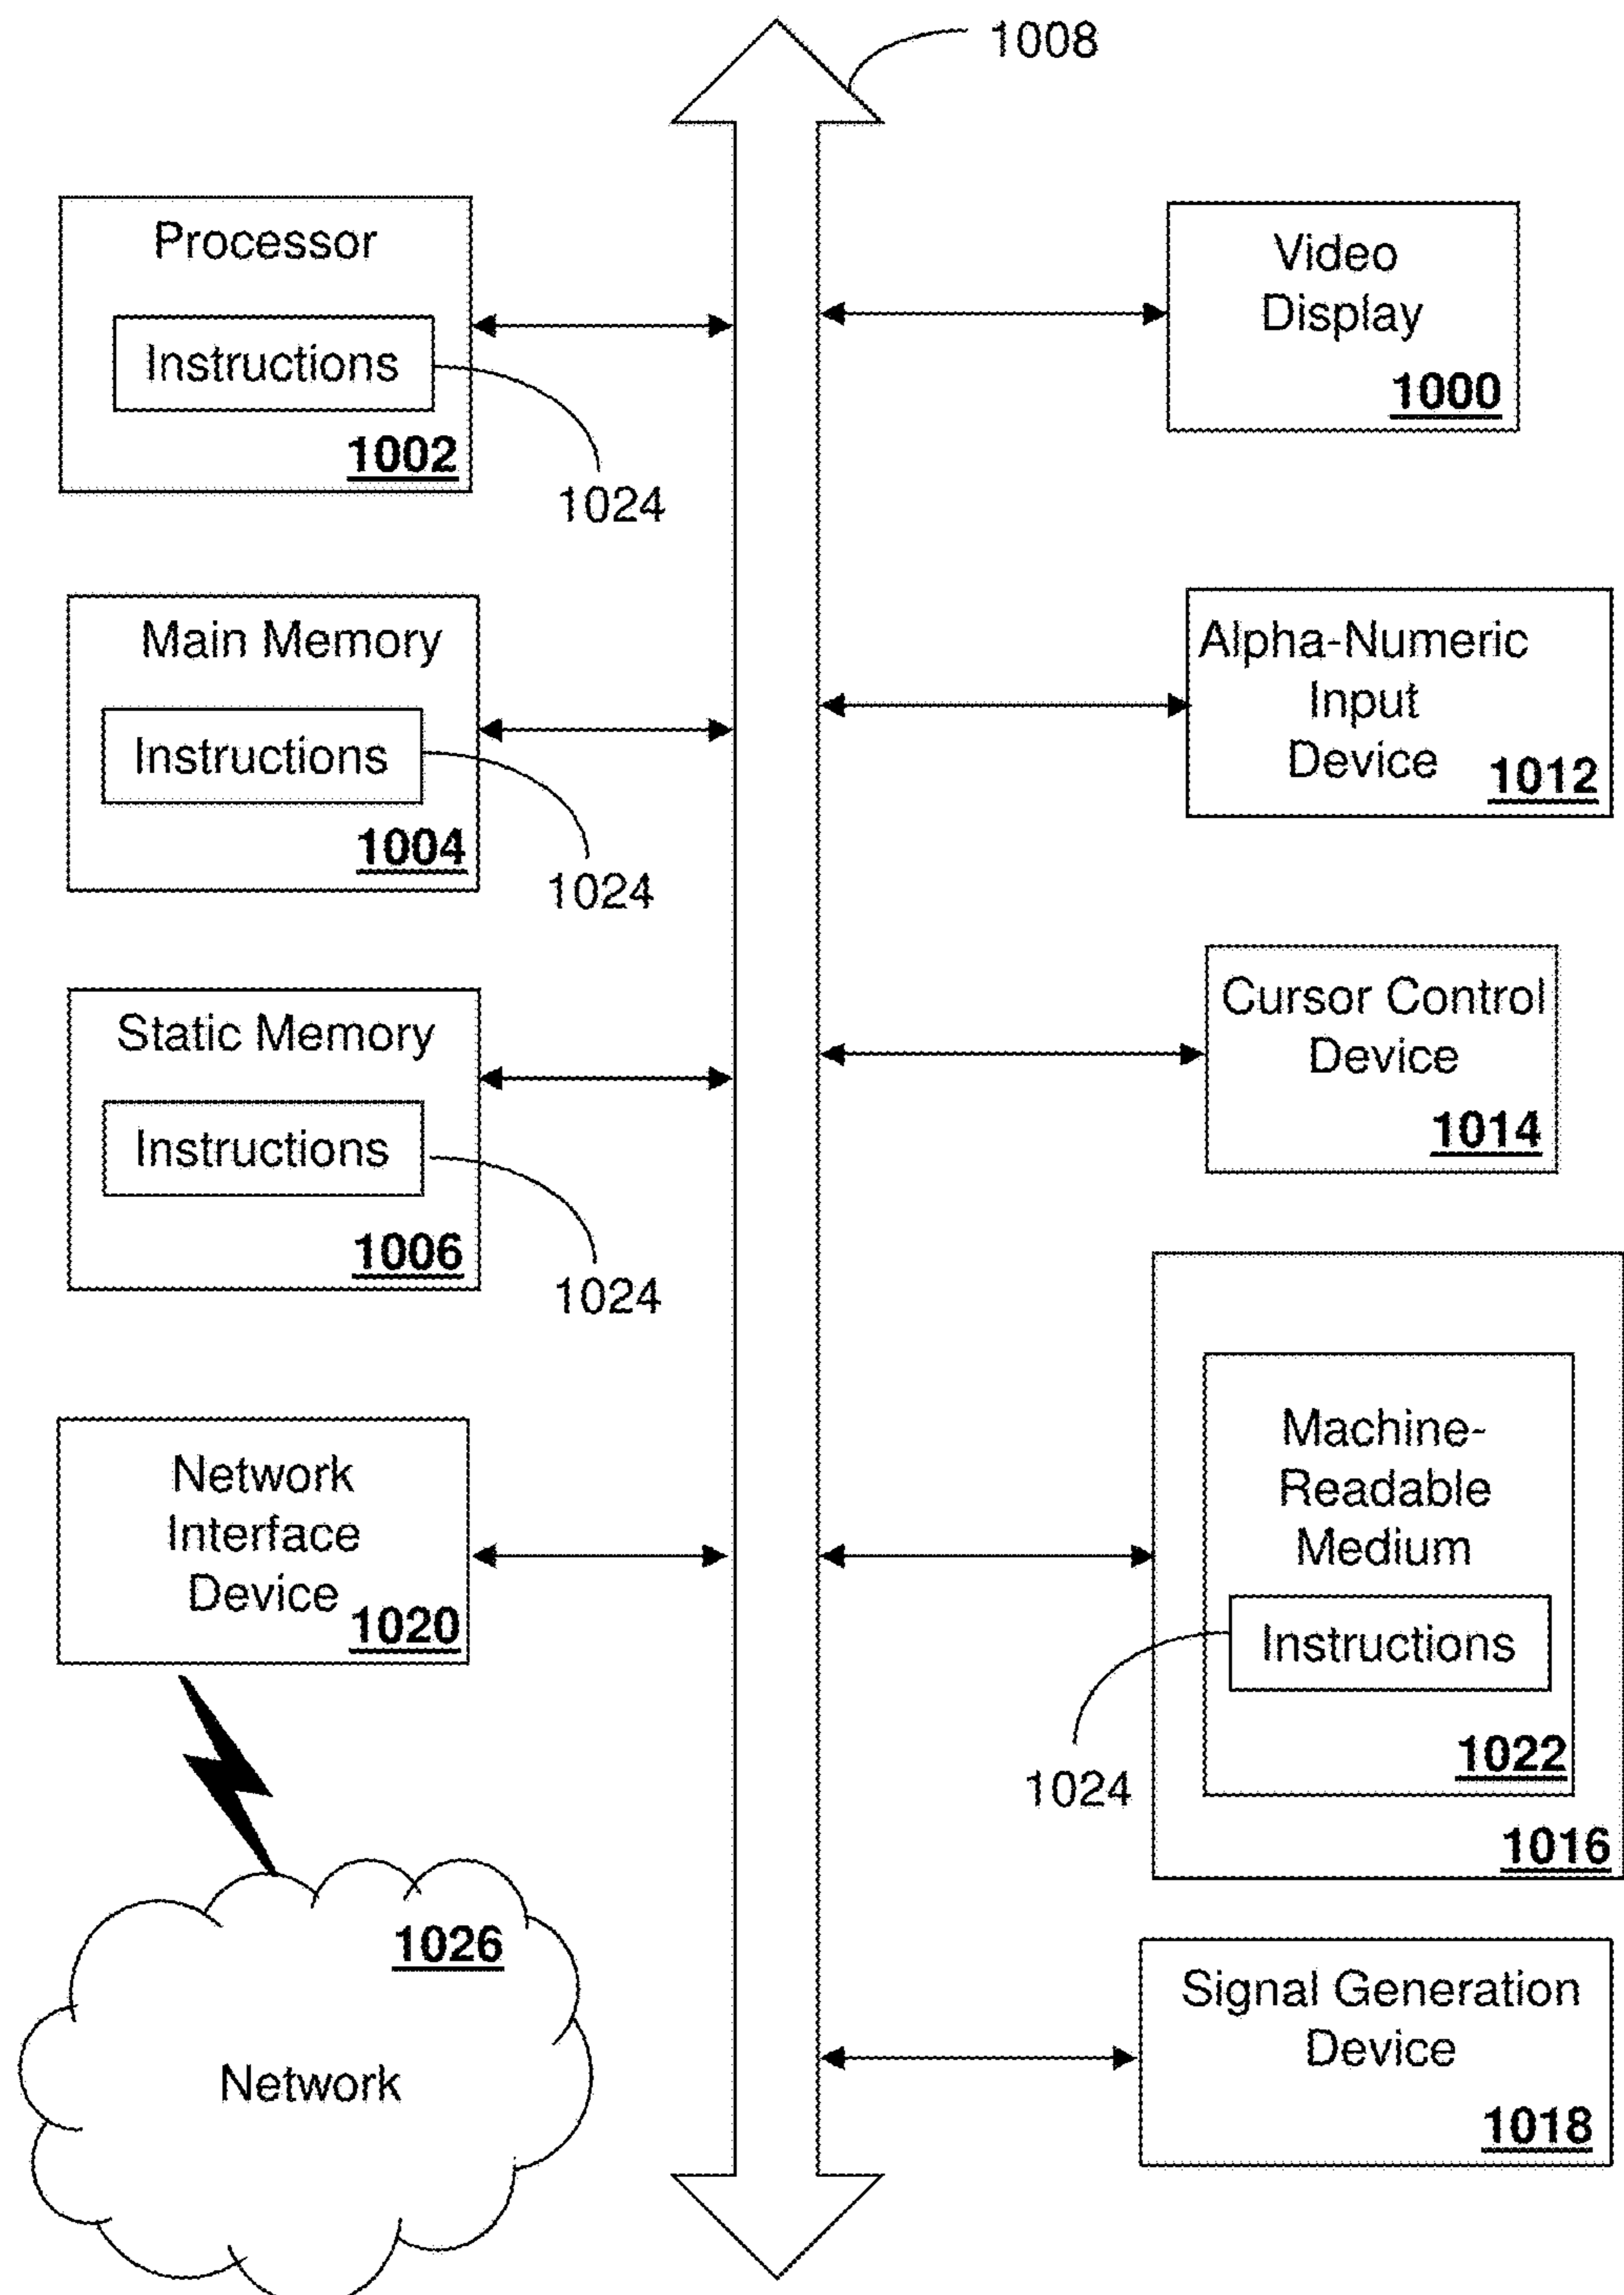 1008
Processor
Instructions
1002
1024
Main Memory
Instructions
1004
1024
Static Memory
Instructions
1006
1024
Network
Interface
Device
1020
1026
Network
Video
Display
1000
Alpha-Numeric
Input
Device
1012
Cursor Control
Device
1014
Machine-
Readable
Medium
Instructions
1022
1024
1016
Signal Generation
Device
1018